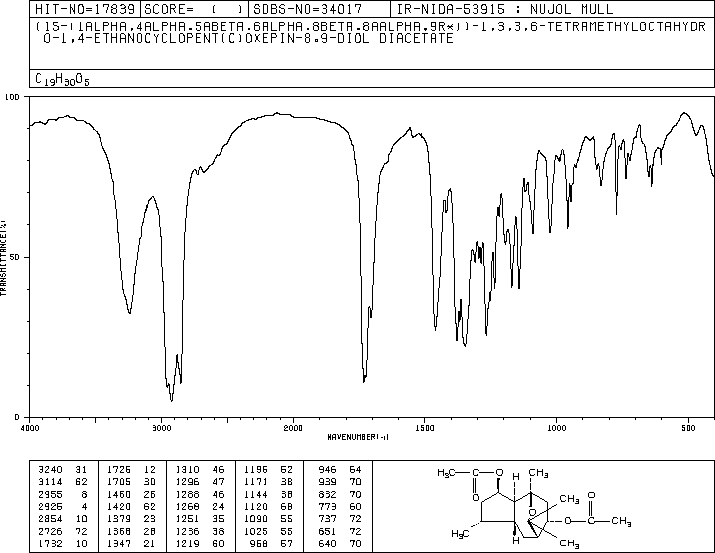 HIT-NO=17839 SCORE= ( ) SDBS-NO=34017 IR-NIDA-53915 : NUJOL MULL
(1S-(1ALPHA,4ALPHA,5ABETA,6ALPHA,8BETA,8AALPHA,9R*))-1,3,3,6-TETRAMETHYLOCTAHYDR
O-1,4-ETHANOCYCLOPENT(C)OXEPIN-8,9-DIOL DIACETATE
C19H30O5
100
50
0
TRANSMITTANCE(%)
4000 3000 2000 1500 1000 500
WAVENUMBER(-1)
3240 31 1726 12 1310 46 1196 52 946 64
3114 62 1705 30 1296 47 1171 38 939 70
2955 8 1460 26 1288 46 1144 38 832 70
2925 4 1420 62 1268 24 1120 68 773 60
2854 10 1379 23 1251 35 1090 55 737 72
2726 72 1368 28 1236 38 1025 55 651 72
1732 10 1347 21 1219 60 958 57 640 70
H3C C O H CH3
O O CH3 O
H3C H O C CH3
CH3